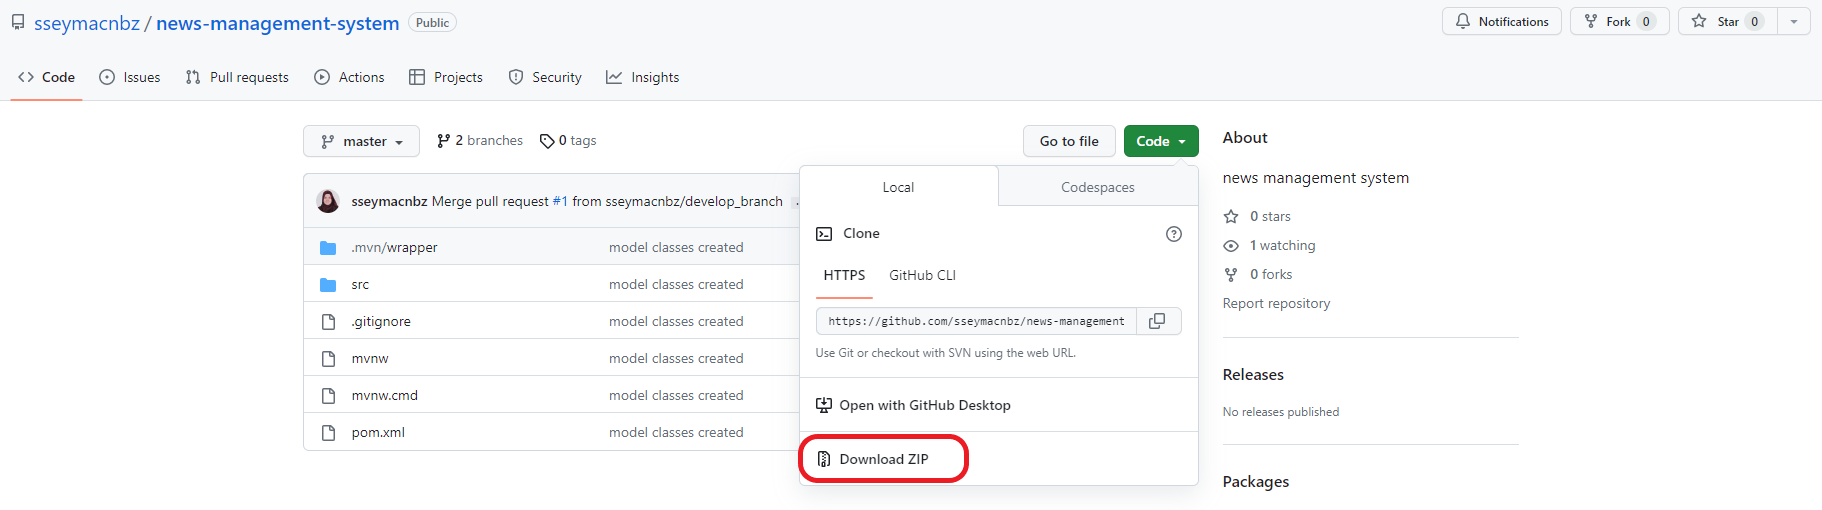 sseymacnbz / news-management-system Public
Notifications Fork 0 Star 0
Code Issues Pull requests Actions Projects Security Insights
master 2 branches 0 tags Go to file Code
sseymacnbz Merge pull request #1 from sseymacnbz/develop_branch
.mvn/wrapper model classes created
src model classes created
.gitignore model classes created
mvnw model classes created
mvnw.cmd model classes created
pom.xml model classes created
Local Codespaces
Clone
HTTPS GitHub CLI
https://github.com/sseymacnbz/news-management
Use Git or checkout with SVN using the web URL.
Open with GitHub Desktop
Download ZIP
About
news management system
0 stars
1 watching
0 forks
Report repository
Releases
No releases published
Packages